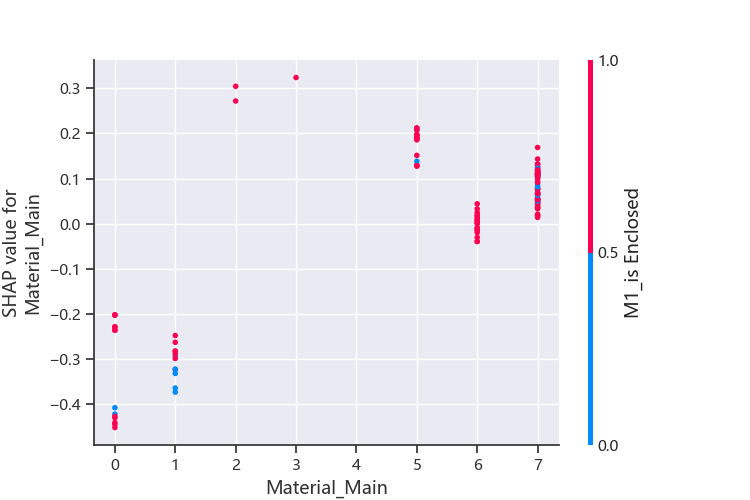 SHAP value for
Material_Main
0.3
0.2
0.1
0.0
−0.1
−0.2
−0.3
−0.4
0 1 2 3 4 5 6 7
Material_Main
1.0
0.5
0.0
M1_is Enclosed